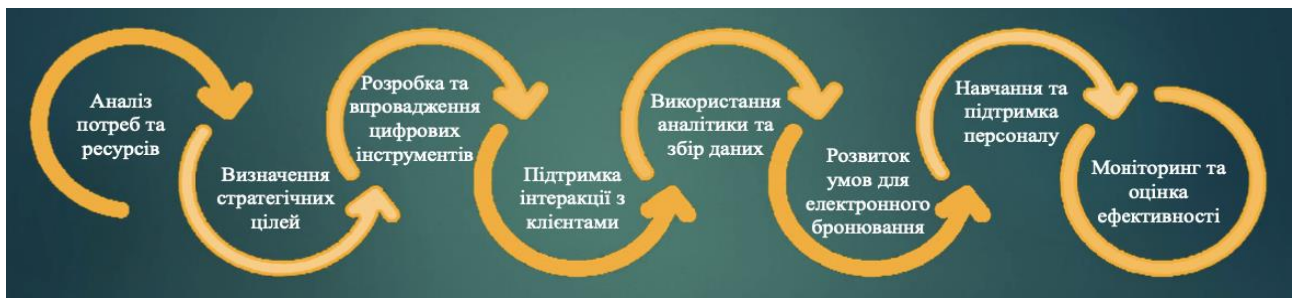 Аналіз
потреб та
ресурсів
Визначення
стратегічних
цілей
Розробка та
впровадження
цифрових
інструментів
Підтримка
інтеракції з
клієнтами
Використання
аналітики та
збір даних
Розвиток
умов для
електронного
бронювання
Навчання та
підтримка
персоналу
Моніторинг та
оцінка
ефективності